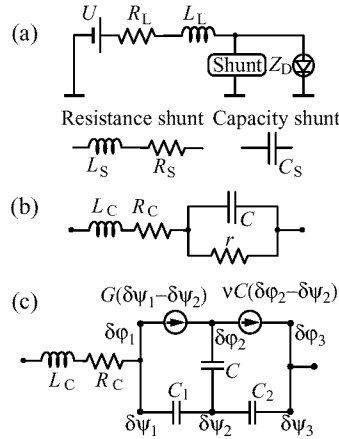 (a) U R_L L_L
Shunt Z_D
Resistance shunt Capacity shunt
L_S R_S C_S
(b) L_C R_C C
r
(c) G(δψ₁−δψ₂) νC(δφ₂−δψ₂)
δφ₁ δφ₂ δφ₃
L_C R_C C
C₁ C₂
δψ₁ δψ₂ δψ₃